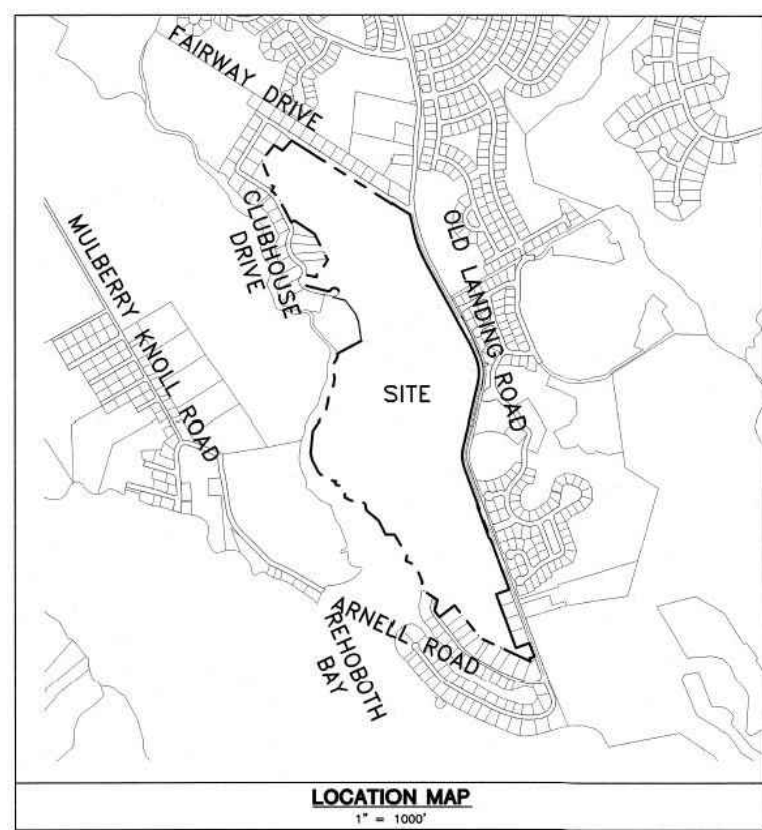 FAIRWAY DRIVE
CLUBHOUSE
DRIVE
OLD LANDING ROAD
MULBERRY KNOLL ROAD
SITE
ARNELL ROAD
REHOBOTH
BAY
LOCATION MAP
1" = 1000'